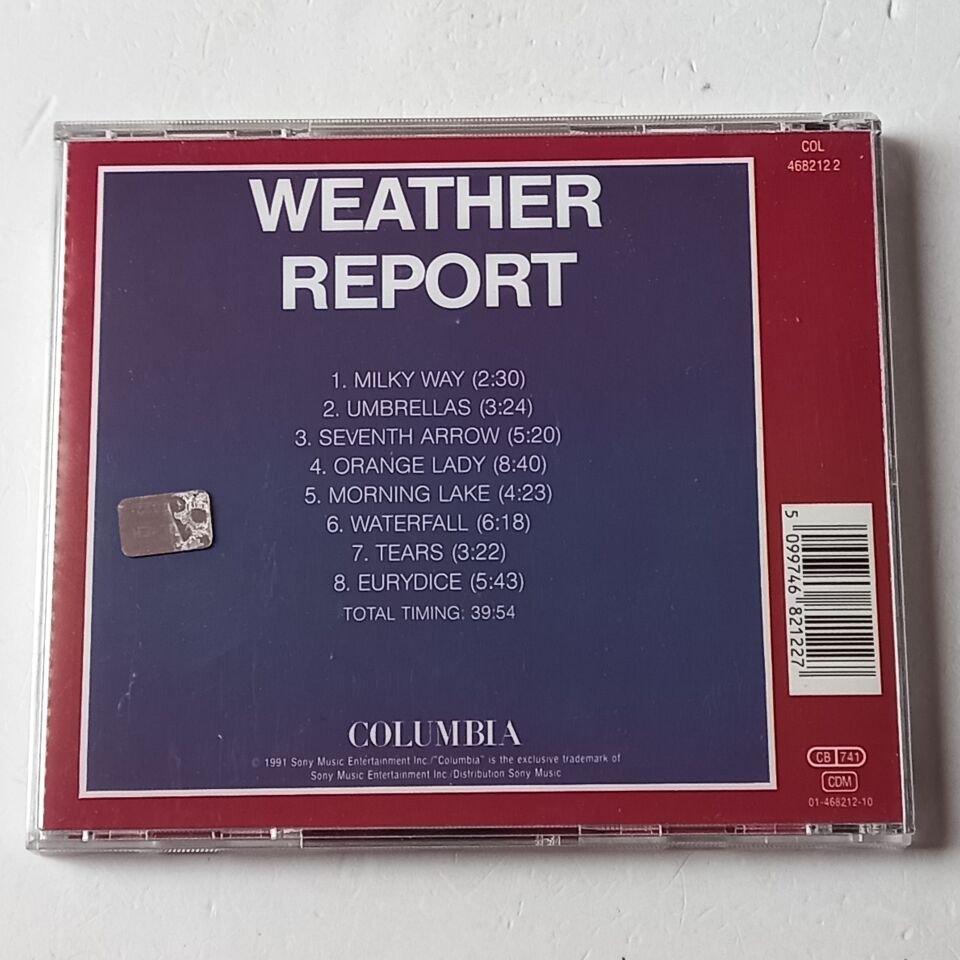 COL
468212 2
WEATHER
REPORT
1. MILKY WAY (2:30)
2. UMBRELLAS (3:24)
3. SEVENTH ARROW (5:20)
4. ORANGE LADY (8:40)
5. MORNING LAKE (4:23)
6. WATERFALL (6:18)
7. TEARS (3:22)
8. EURYDICE (5:43)
TOTAL TIMING: 39:54
5 099746 821227
COLUMBIA
© 1991 Sony Music Entertainment Inc./"Columbia" is the exclusive trademark of
Sony Music Entertainment Inc./Distribution Sony Music
CB 741
CDM
01-468212-10